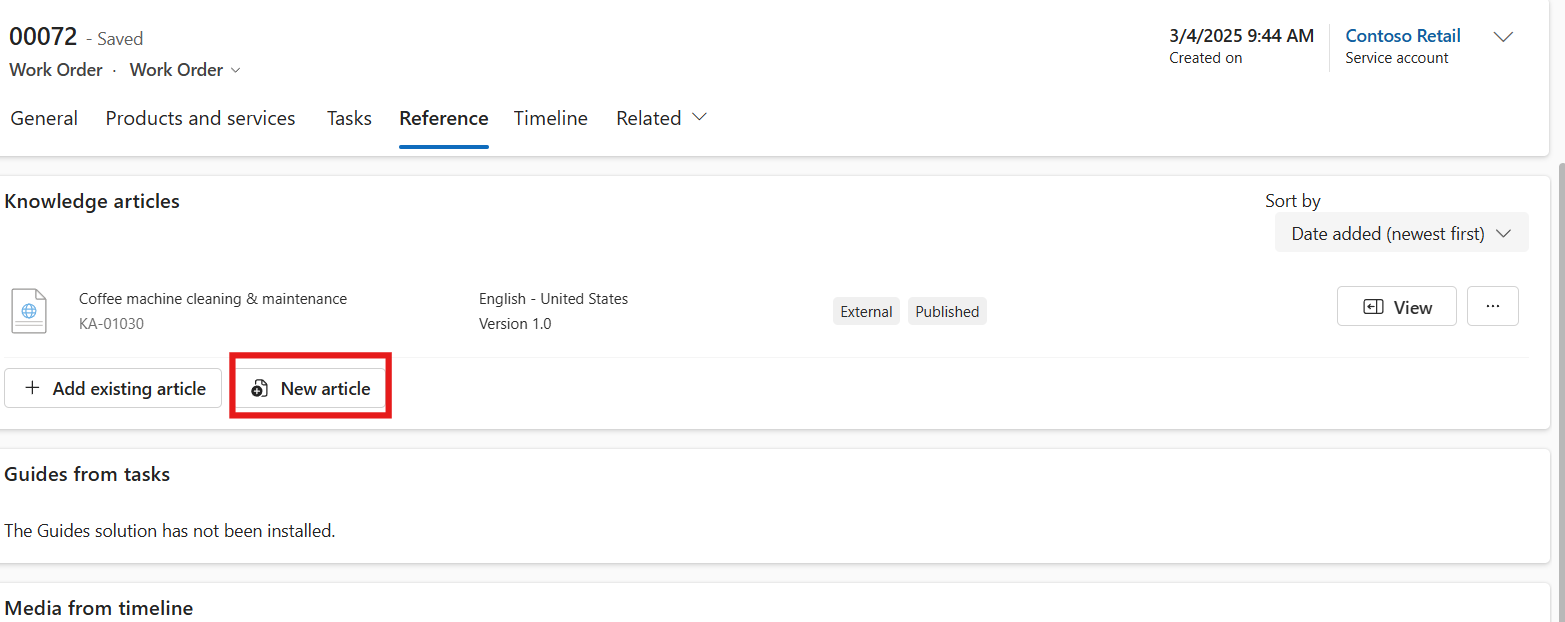 00072 - Saved
Work Order · Work Order
3/4/2025 9:44 AM
Created on
Contoso Retail
Service account
General Products and services Tasks Reference Timeline Related
Knowledge articles
Sort by
Date added (newest first)
Coffee machine cleaning & maintenance
KA-01030
English - United States
Version 1.0
External Published
View ...
+ Add existing article New article
Guides from tasks
The Guides solution has not been installed.
Media from timeline